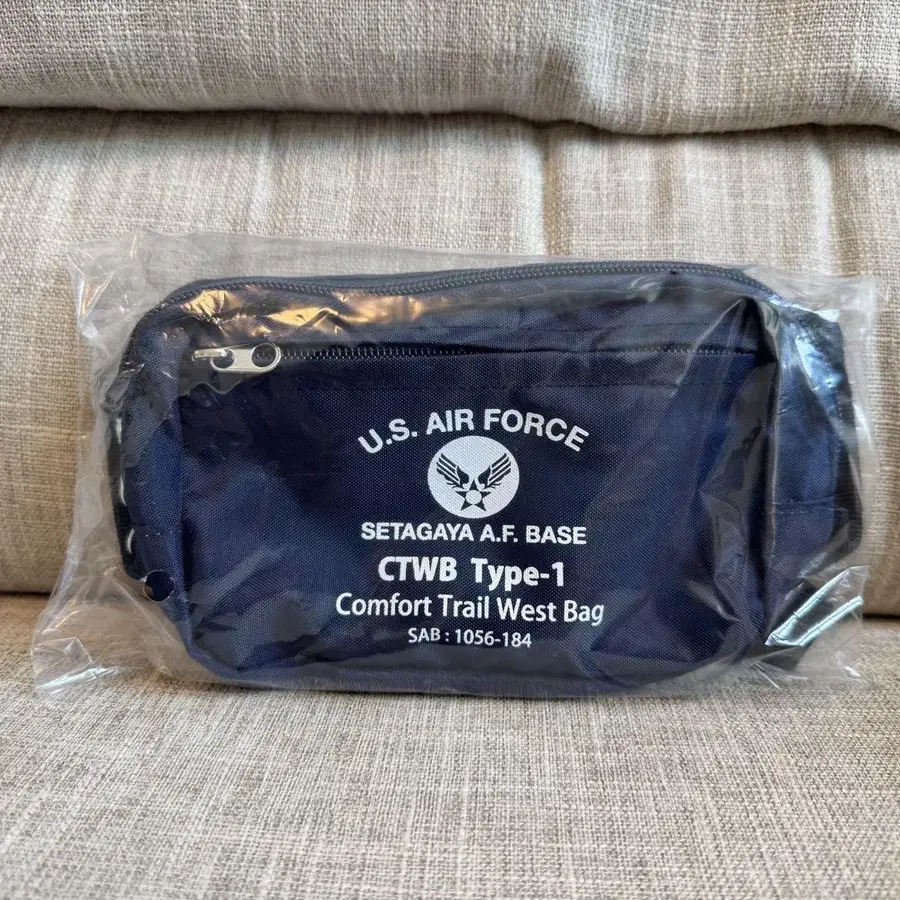 U.S. AIR FORCE
SETAGAYA A.F. BASE
CTWB Type-1
Comfort Trail West Bag
SAB : 1056-184